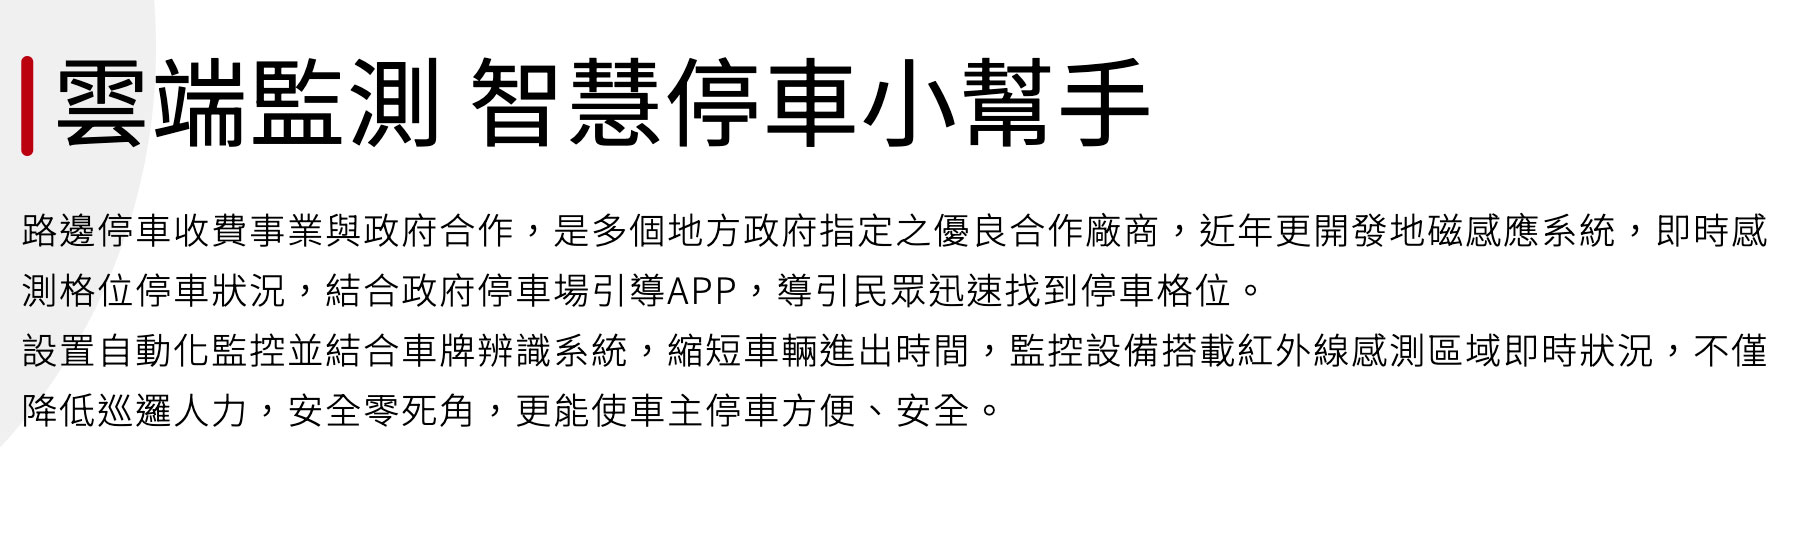 雲端監測 智慧停車小幫手
路邊停車收費事業與政府合作，是多個地方政府指定之優良合作廠商，近年更開發地磁感應系統，即時感
測格位停車狀況，結合政府停車場引導APP，導引民眾迅速找到停車格位。
設置自動化監控並結合車牌辨識系統，縮短車輛進出時間，監控設備搭載紅外線感測區域即時狀況，不僅
降低巡邏人力，安全零死角，更能使車主停車方便、安全。